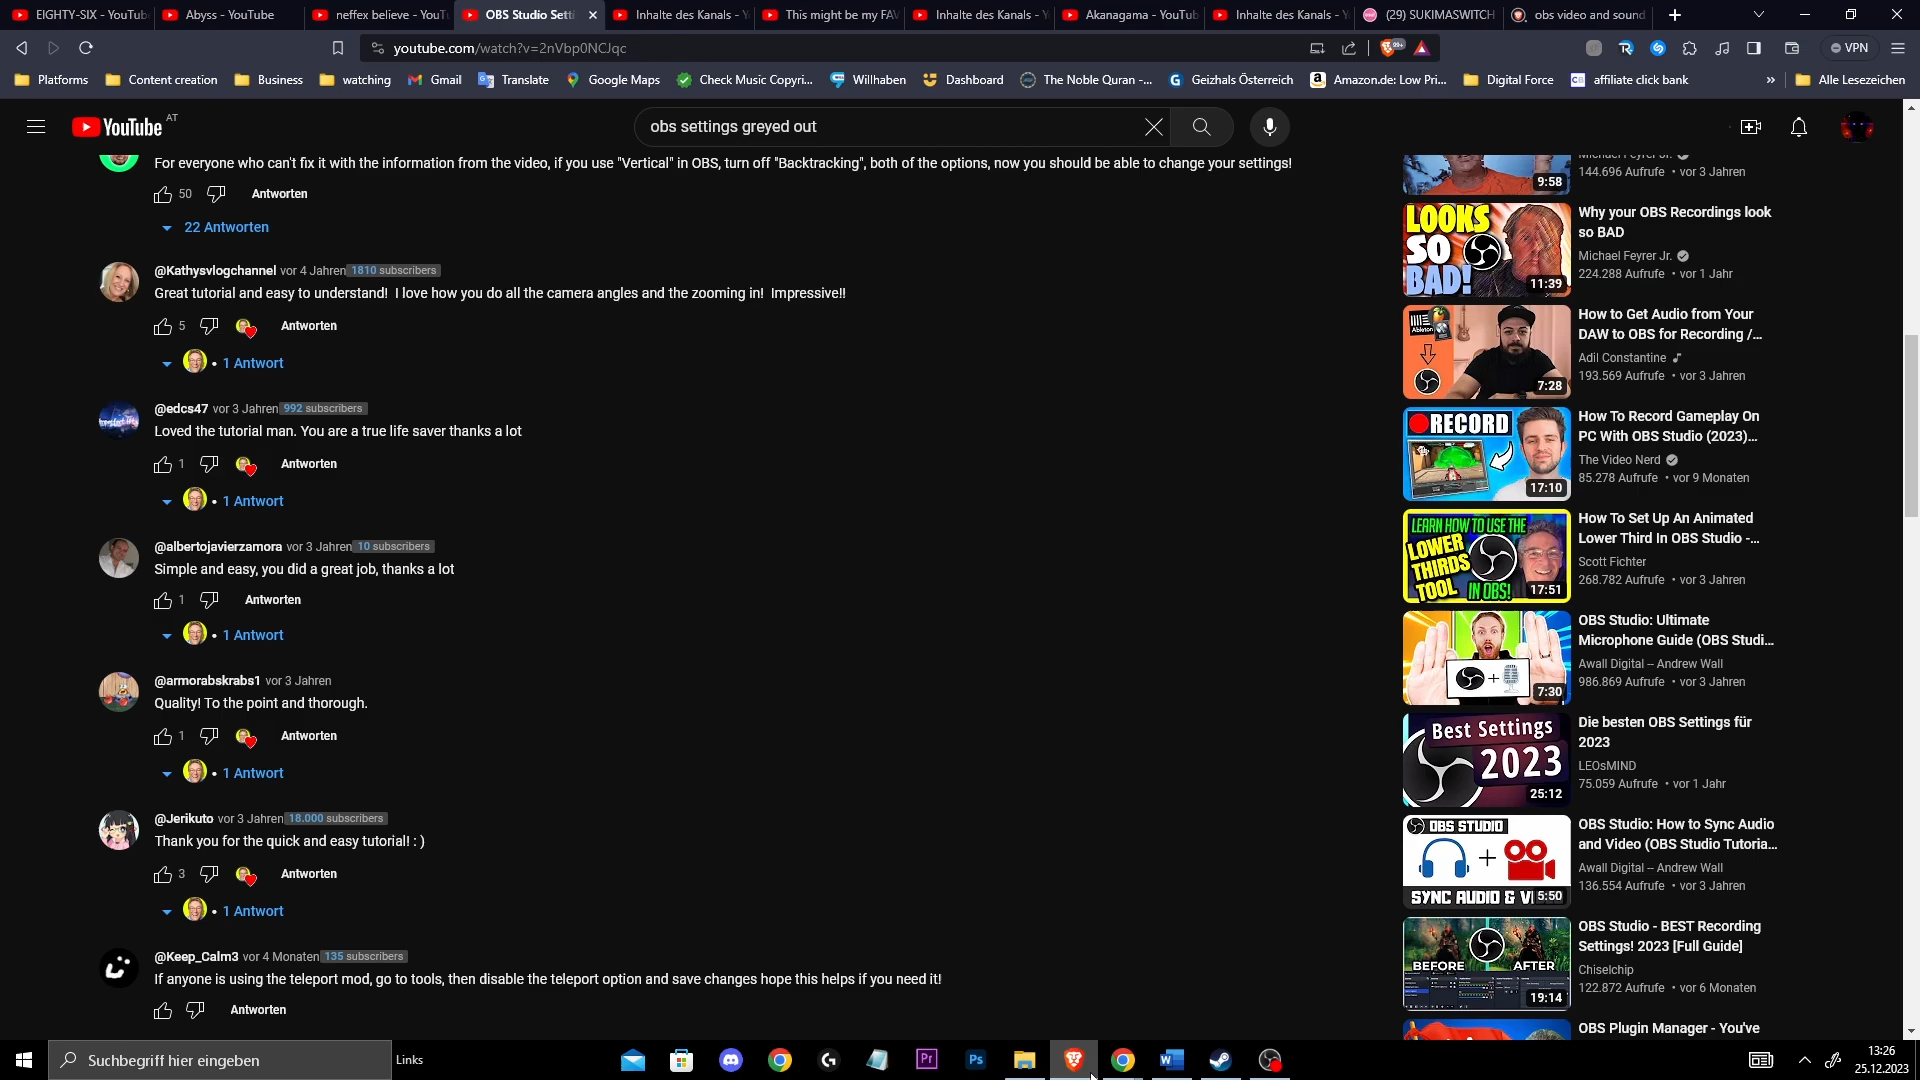 EIGHTY-SIX - YouTub
Abyss - YouTube
neffex believe - YouT
OBS Studio Setti
Inhalte des Kanals - Y
This might be my FAV
Inhalte des Kanals - Y
Akanagama - YouTub
Inhalte des Kanals - Y
(29) SUKIMASWITCH
obs video and sound
youtube.com/watch?v=2nVbp0NCJqc
99+
VPN
Platforms
Content creation
Business
watching
Gmail
Translate
Google Maps
Check Music Copyri...
Willhaben
Dashboard
The Noble Quran -...
Geizhals Österreich
Amazon.de: Low Pri...
Digital Force
affiliate click bank
»
Alle Lesezeichen
YouTube AT
obs settings greyed out
For everyone who can't fix it with the information from the video, if you use "Vertical" in OBS, turn off "Backtracking", both of the options, now you should be able to change your settings!
50
Antworten
22 Antworten
@Kathysvlogchannel vor 4 Jahren 1810 subscribers
Great tutorial and easy to understand! I love how you do all the camera angles and the zooming in! Impressive!!
5
Antworten
• 1 Antwort
@edcs47 vor 3 Jahren 992 subscribers
Loved the tutorial man. You are a true life saver thanks a lot
1
Antworten
• 1 Antwort
@albertojavierzamora vor 3 Jahren 10 subscribers
Simple and easy, you did a great job, thanks a lot
1
Antworten
• 1 Antwort
@armorabskrabs1 vor 3 Jahren
Quality! To the point and thorough.
1
Antworten
• 1 Antwort
@Jerikuto vor 3 Jahren 18.000 subscribers
Thank you for the quick and easy tutorial! : )
3
Antworten
• 1 Antwort
@Keep_Calm3 vor 4 Monaten 135 subscribers
If anyone is using the teleport mod, go to tools, then disable the teleport option and save changes hope this helps if you need it!
Antworten
9:58
Michael Feyrer Jr.
144.696 Aufrufe • vor 3 Jahren
LOOKS
SO
BAD!
11:39
Why your OBS Recordings look
so BAD
Michael Feyrer Jr.
224.288 Aufrufe • vor 1 Jahr
Ableton
7:28
How to Get Audio from Your
DAW to OBS for Recording /...
Adil Constantine
193.569 Aufrufe • vor 3 Jahren
RECORD
17:10
How To Record Gameplay On
PC With OBS Studio (2023)...
The Video Nerd
85.278 Aufrufe • vor 9 Monaten
LEARN HOW TO USE THE
LOWER
THIRDS
TOOL
IN OBS!
17:51
How To Set Up An Animated
Lower Third In OBS Studio -...
Scott Fichter
268.782 Aufrufe • vor 3 Jahren
+
7:30
OBS Studio: Ultimate
Microphone Guide (OBS Studi...
Awall Digital – Andrew Wall
986.869 Aufrufe • vor 3 Jahren
Best Settings
2023
25:12
Die besten OBS Settings für
2023
LEOsMIND
75.059 Aufrufe • vor 1 Jahr
OBS STUDIO
+
SYNC AUDIO & VI
5:50
OBS Studio: How to Sync Audio
and Video (OBS Studio Tutoria...
Awall Digital – Andrew Wall
136.554 Aufrufe • vor 3 Jahren
BEFORE
AFTER
19:14
OBS Studio - BEST Recording
Settings! 2023 [Full Guide]
Chiselchip
122.872 Aufrufe • vor 6 Monaten
OBS Plugin Manager - You've
Suchbegriff hier eingeben
Links
Pr
Ps
13:26
25.12.2023